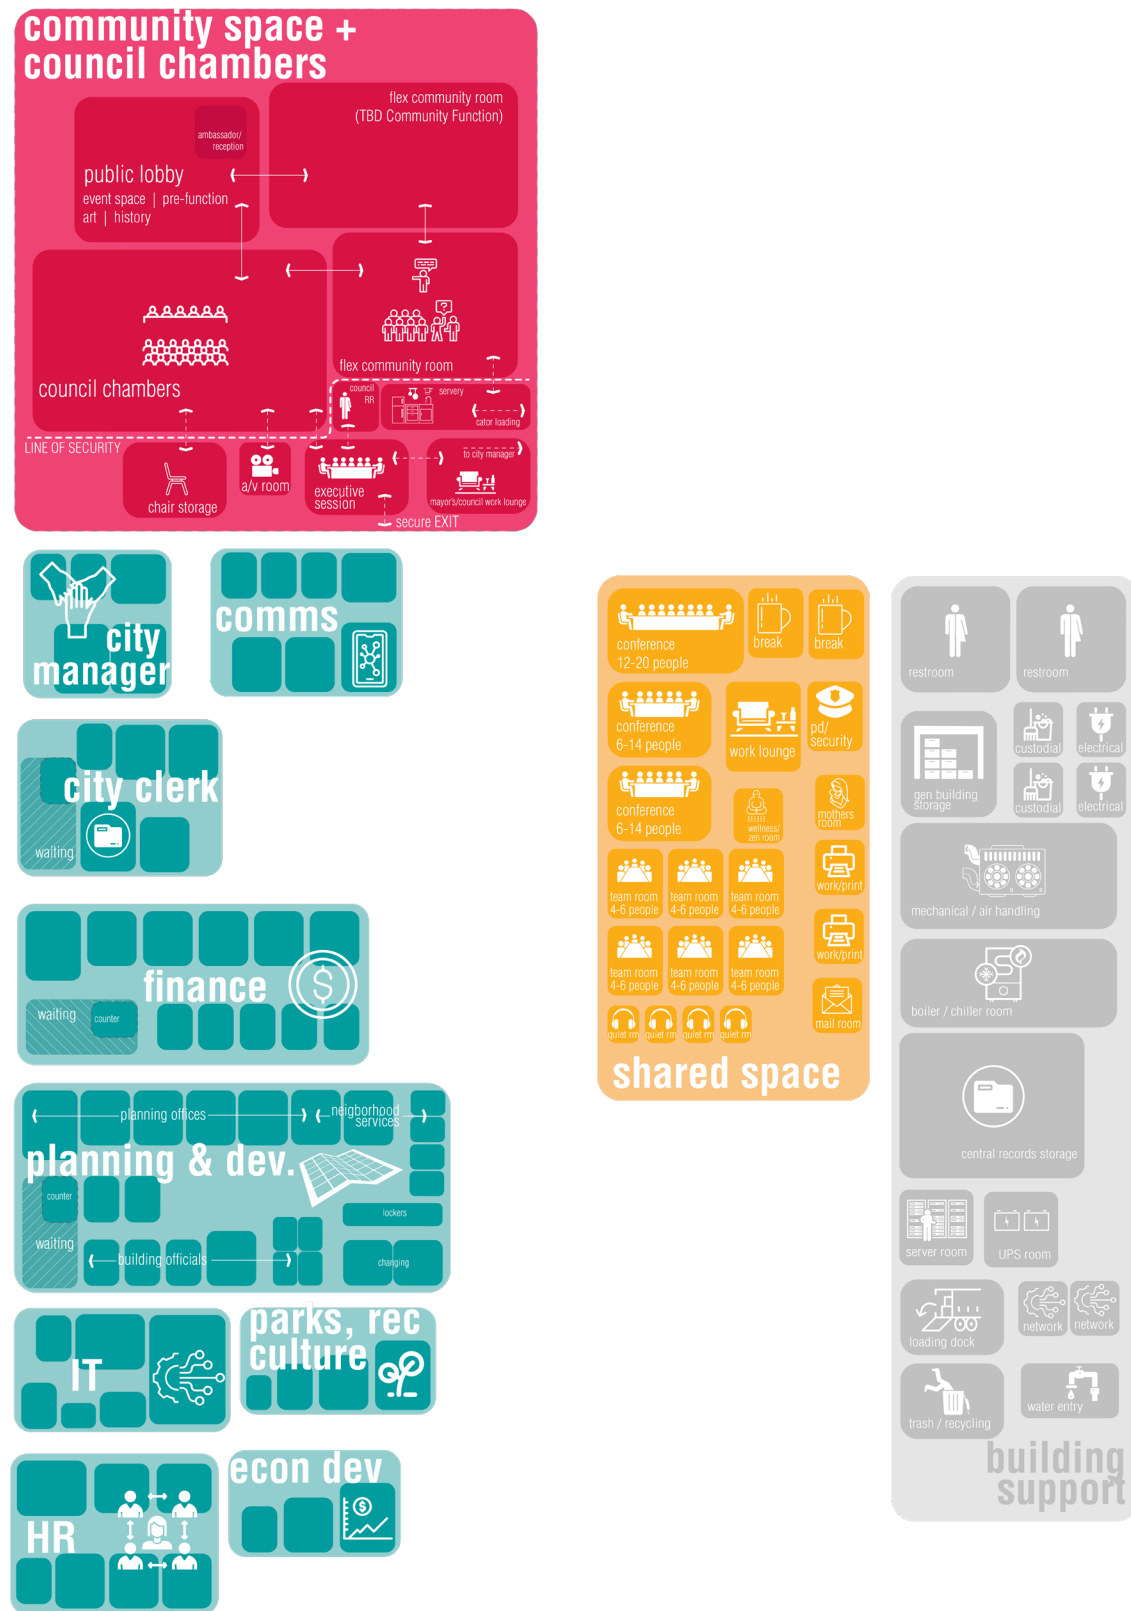 community space +
council chambers
flex community room
(TBD Community Function)
ambassador/
reception
public lobby
event space | pre-function
art | history
flex community room
council chambers
council
RR
servery
cator loading
LINE OF SECURITY
chair storage
a/v room
executive
session
to city manager
mayor's/council work lounge
secure EXIT
city
manager
comms
city clerk
waiting
finance
waiting
counter
planning offices
neigborhood
services
planning & dev.
counter
waiting
lockers
building officials
changing
IT
parks, rec
culture
HR
econ dev
conference
12-20 people
break
break
conference
6-14 people
work lounge
pd/
security
conference
6-14 people
wellness/
zen room
mothers
room
team room
4-6 people
team room
4-6 people
team room
4-6 people
work/print
team room
4-6 people
team room
4-6 people
team room
4-6 people
work/print
quiet rm
quiet rm
quiet rm
quiet rm
mail room
shared space
restroom
restroom
gen building
storage
custodial
electrical
custodial
electrical
mechanical / air handling
boiler / chiller room
central records storage
server room
UPS room
loading dock
network
network
trash / recycling
water entry
building
support